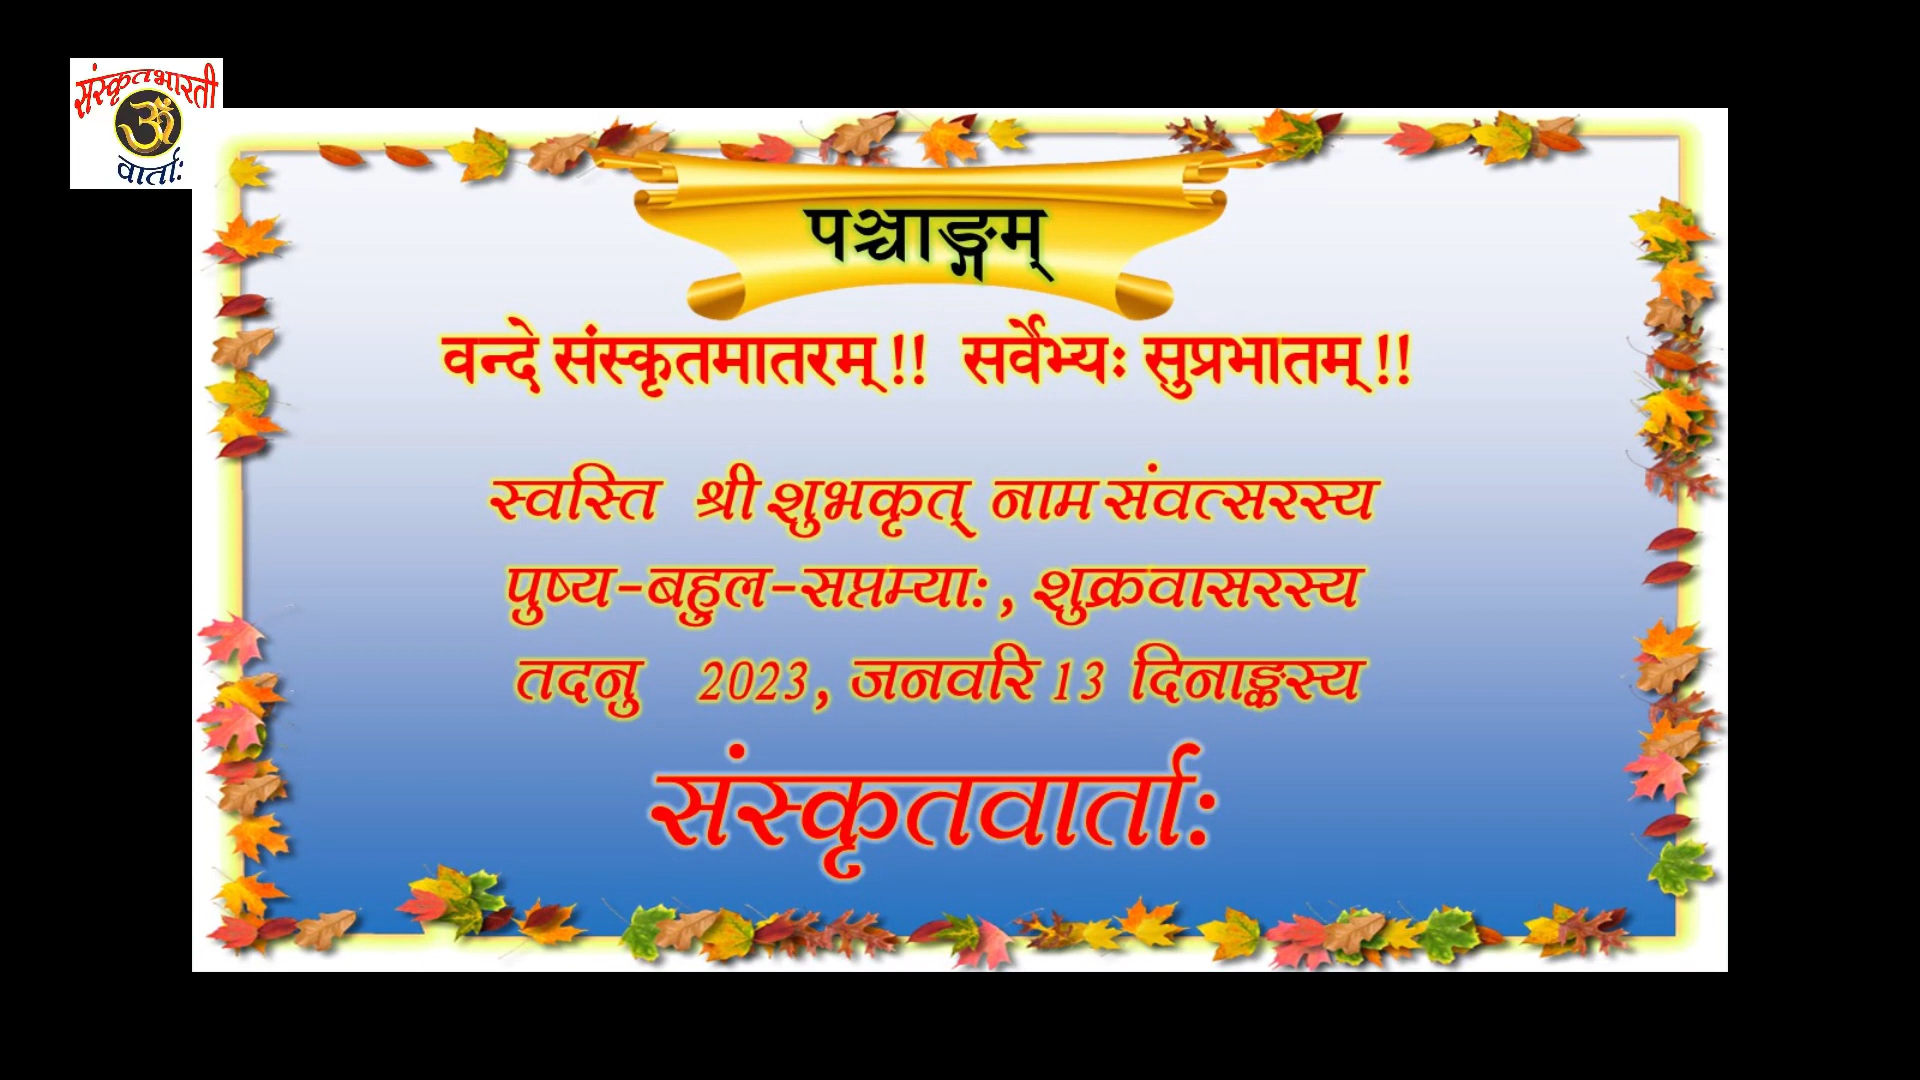 संस्कृतभारती
ॐ
वार्ताः
पञ्चाङ्गम्
वन्दे संस्कृतमातरम् !! सर्वेभ्यः सुप्रभातम् !!
स्वस्ति श्री शुभकृत् नाम संवत्सरस्य
पुष्य-बहुल-सप्तम्याः , शुक्रवासरस्य
तदनु 2023 , जनवरि 13 दिनाङ्कस्य
संस्कृतवार्ताः